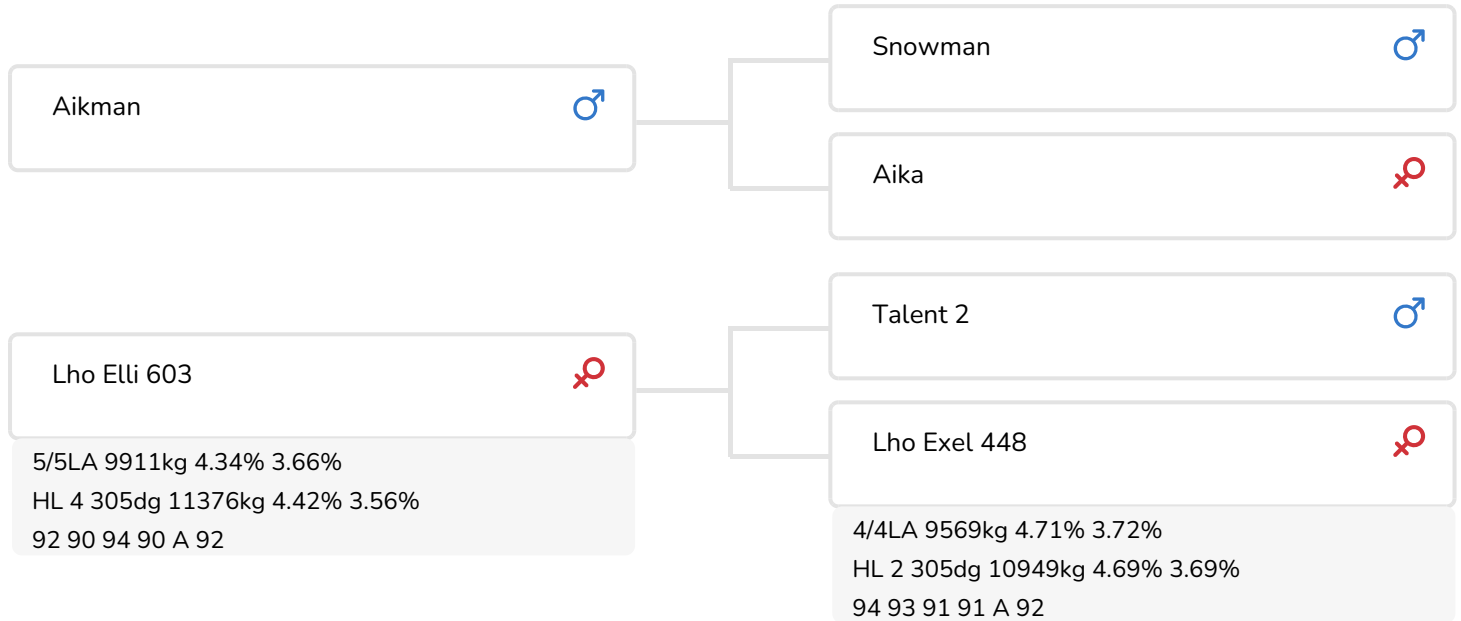 Aikman
Snowman
Aika
Lho Elli 603
5/5LA 9911kg 4.34% 3.66%
HL 4 305dg 11376kg 4.42% 3.56%
92 90 94 90 A 92
Talent 2
Lho Exel 448
4/4LA 9569kg 4.71% 3.72%
HL 2 305dg 10949kg 4.69% 3.69%
94 93 91 91 A 92